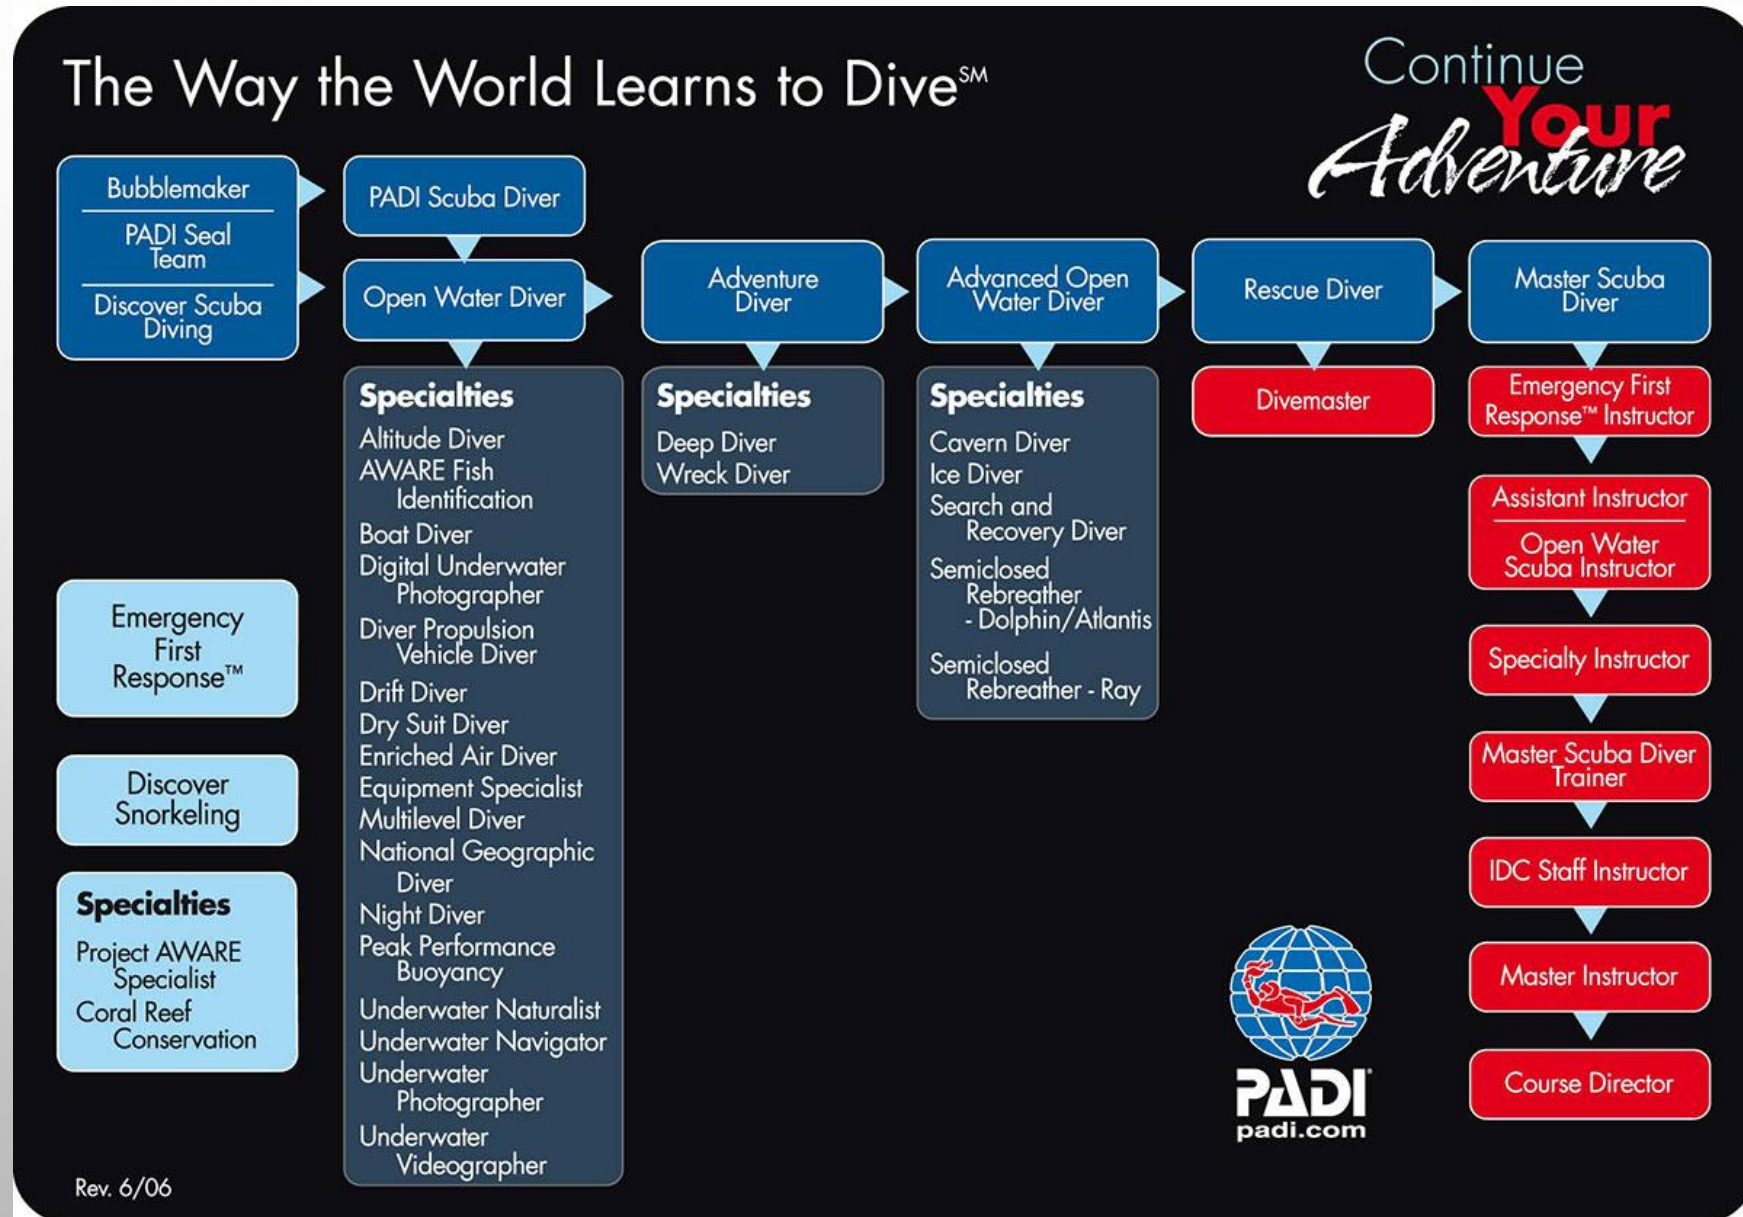 The Way the World Learns to Dive℠
Continue
Your
Adventure
Bubblemaker
PADI Seal
Team
Discover Scuba
Diving
PADI Scuba Diver
Open Water Diver
Adventure
Diver
Advanced Open
Water Diver
Rescue Diver
Master Scuba
Diver
Specialties
Altitude Diver
AWARE Fish
Identification
Boat Diver
Digital Underwater
Photographer
Diver Propulsion
Vehicle Diver
Drift Diver
Dry Suit Diver
Enriched Air Diver
Equipment Specialist
Multilevel Diver
National Geographic
Diver
Night Diver
Peak Performance
Buoyancy
Underwater Naturalist
Underwater Navigator
Underwater
Photographer
Underwater
Videographer
Specialties
Deep Diver
Wreck Diver
Specialties
Cavern Diver
Ice Diver
Search and
Recovery Diver
Semiclosed
Rebreather
- Dolphin/Atlantis
Semiclosed
Rebreather - Ray
Divemaster
Emergency First
Response™ Instructor
Assistant Instructor
Open Water
Scuba Instructor
Specialty Instructor
Master Scuba Diver
Trainer
IDC Staff Instructor
Master Instructor
Course Director
Emergency
First
Response™
Discover
Snorkeling
Specialties
Project AWARE
Specialist
Coral Reef
Conservation
PADI®
padi.com
Rev. 6/06